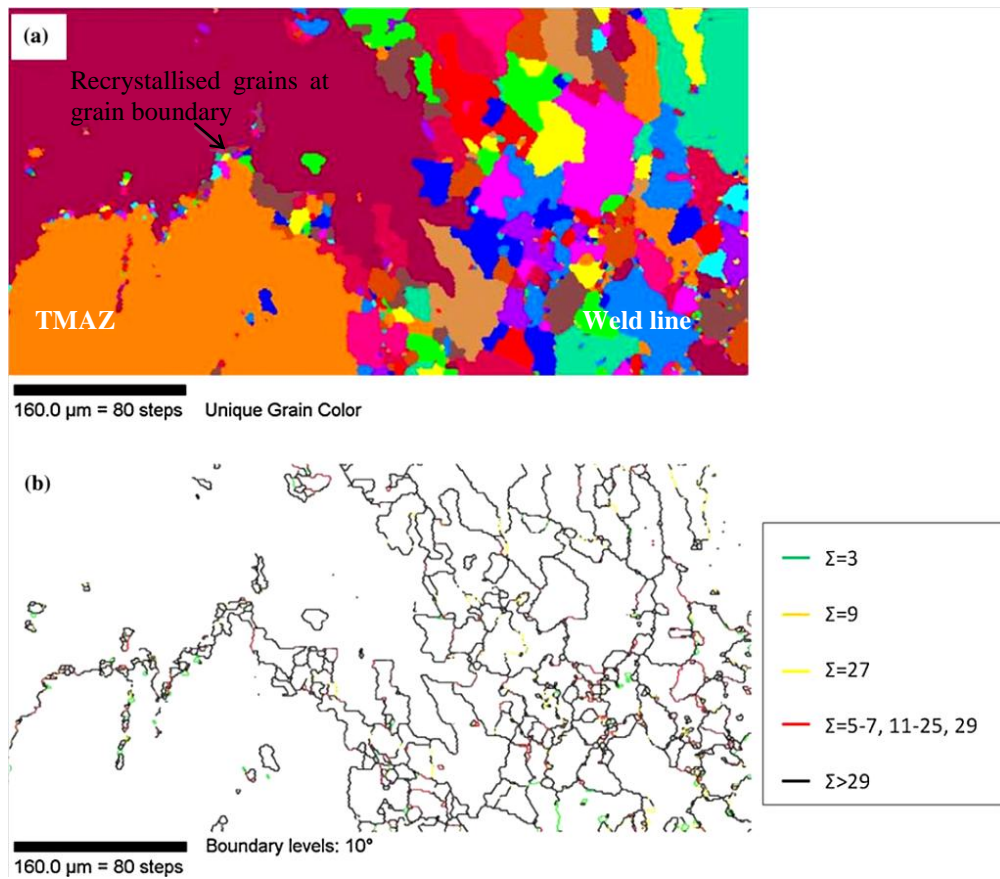 (a)
Recrystallised grains at
grain boundary
TMAZ
Weld line
160.0 µm = 80 steps Unique Grain Color
(b)
Σ=3
Σ=9
Σ=27
Σ=5-7, 11-25, 29
Σ>29
Boundary levels: 10°
160.0 µm = 80 steps